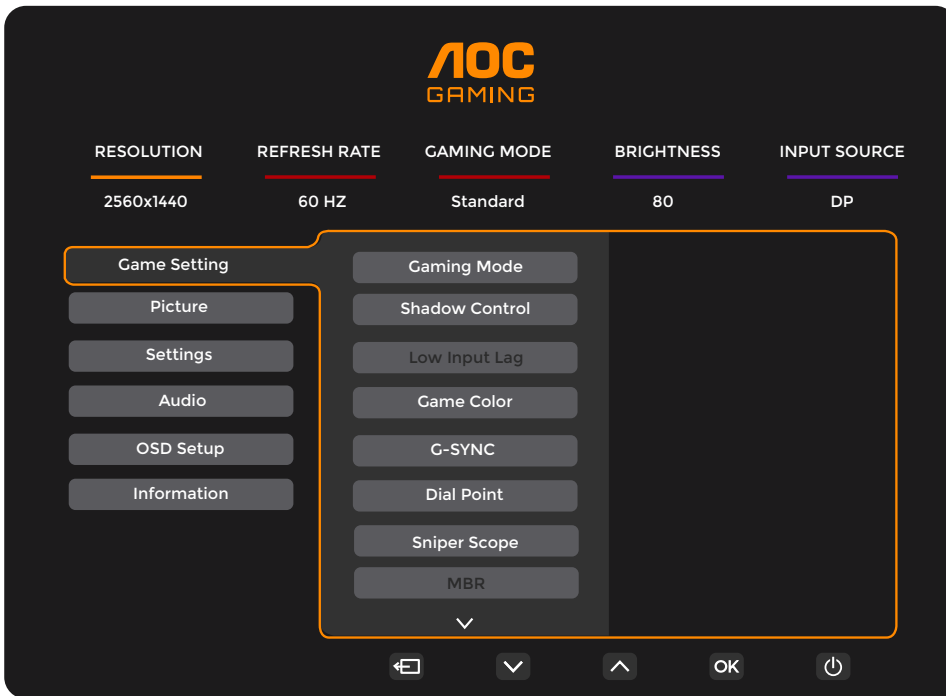 AOC
GAMING
RESOLUTION REFRESH RATE GAMING MODE BRIGHTNESS INPUT SOURCE
2560x1440 60 HZ Standard 80 DP
Game Setting
Picture
Settings
Audio
OSD Setup
Information
Gaming Mode
Shadow Control
Low Input Lag
Game Color
G-SYNC
Dial Point
Sniper Scope
MBR
OK